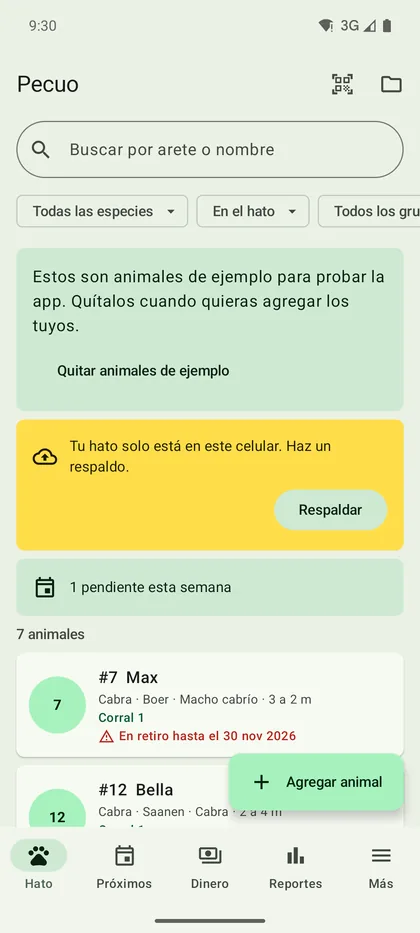 9:30
3G
Pecuo
Buscar por arete o nombre
Todas las especies
En el hato
Todos los gru
Estos son animales de ejemplo para probar la
app. Quítalos cuando quieras agregar los
tuyos.
Quitar animales de ejemplo
Tu hato solo está en este celular. Haz un
respaldo.
Respaldar
1 pendiente esta semana
7 animales
7
#7 Max
Cabra · Boer · Macho cabrío · 3 a 2 m
Corral 1
En retiro hasta el 30 nov 2026
12
#12 Bella
Cabra · Saanen · Cabra · 2 a 4 m
Corral 1
Agregar animal
Hato
Próximos
Dinero
Reportes
Más